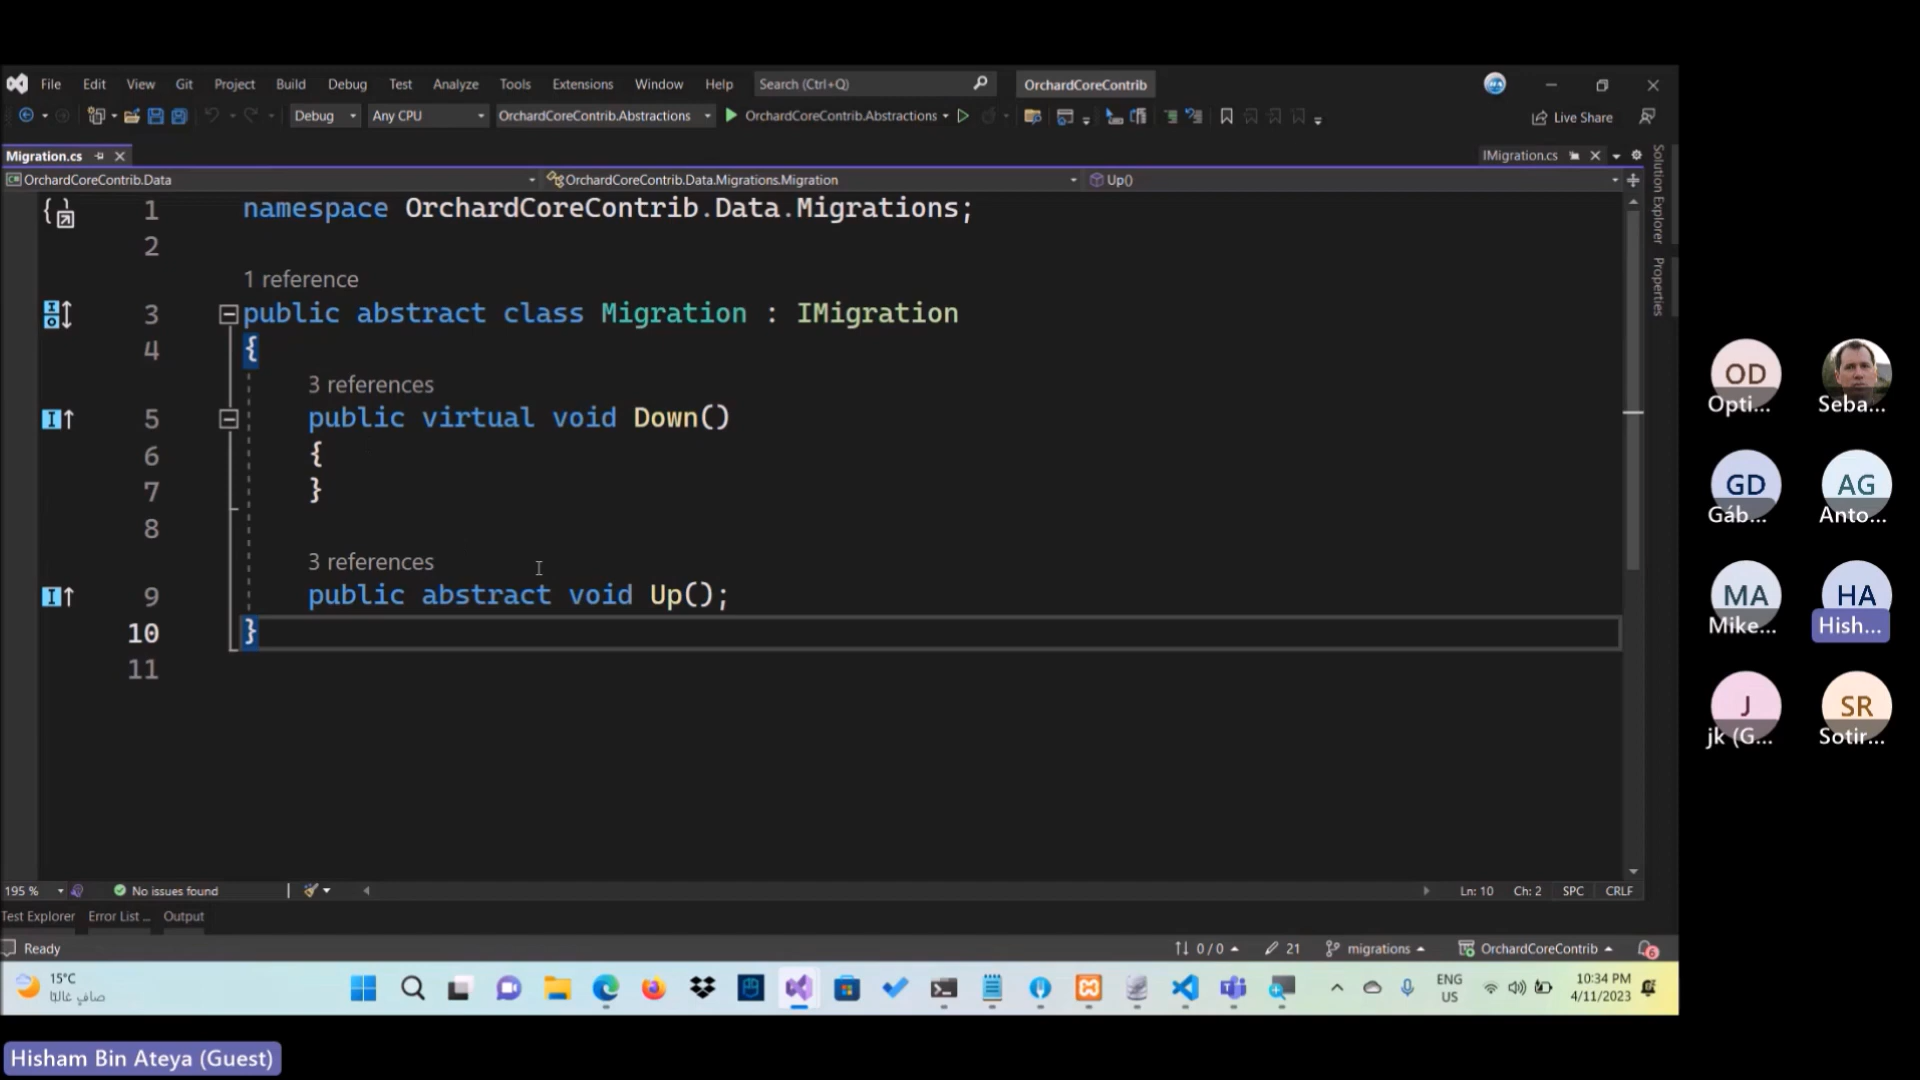 File Edit View Git Project Build Debug Test Analyze Tools Extensions Window Help Search (Ctrl+Q) OrchardCoreContrib
Debug Any CPU OrchardCoreContrib.Abstractions OrchardCoreContrib.Abstractions Live Share
Migration.cs IMigration.cs
OrchardCoreContrib.Data OrchardCoreContrib.Data.Migrations.Migration Up()
Solution Explorer
Properties
1 namespace OrchardCoreContrib.Data.Migrations;
2
1 reference
3 public abstract class Migration : IMigration
4 {
3 references
5 public virtual void Down()
6 {
7 }
8
3 references
9 public abstract void Up();
10 }
11
195 % No issues found Ln: 10 Ch: 2 SPC CRLF
Test Explorer Error List ... Output
Ready 0 / 0 21 migrations OrchardCoreContrib 6
15°C
صافٍ غالبًا
ENG
US
10:34 PM
4/11/2023
OD
Opti...
Seba...
GD
Gáb...
AG
Anto...
MA
Mike...
HA
Hish...
J
jk (G...
SR
Sotir...
Hisham Bin Ateya (Guest)